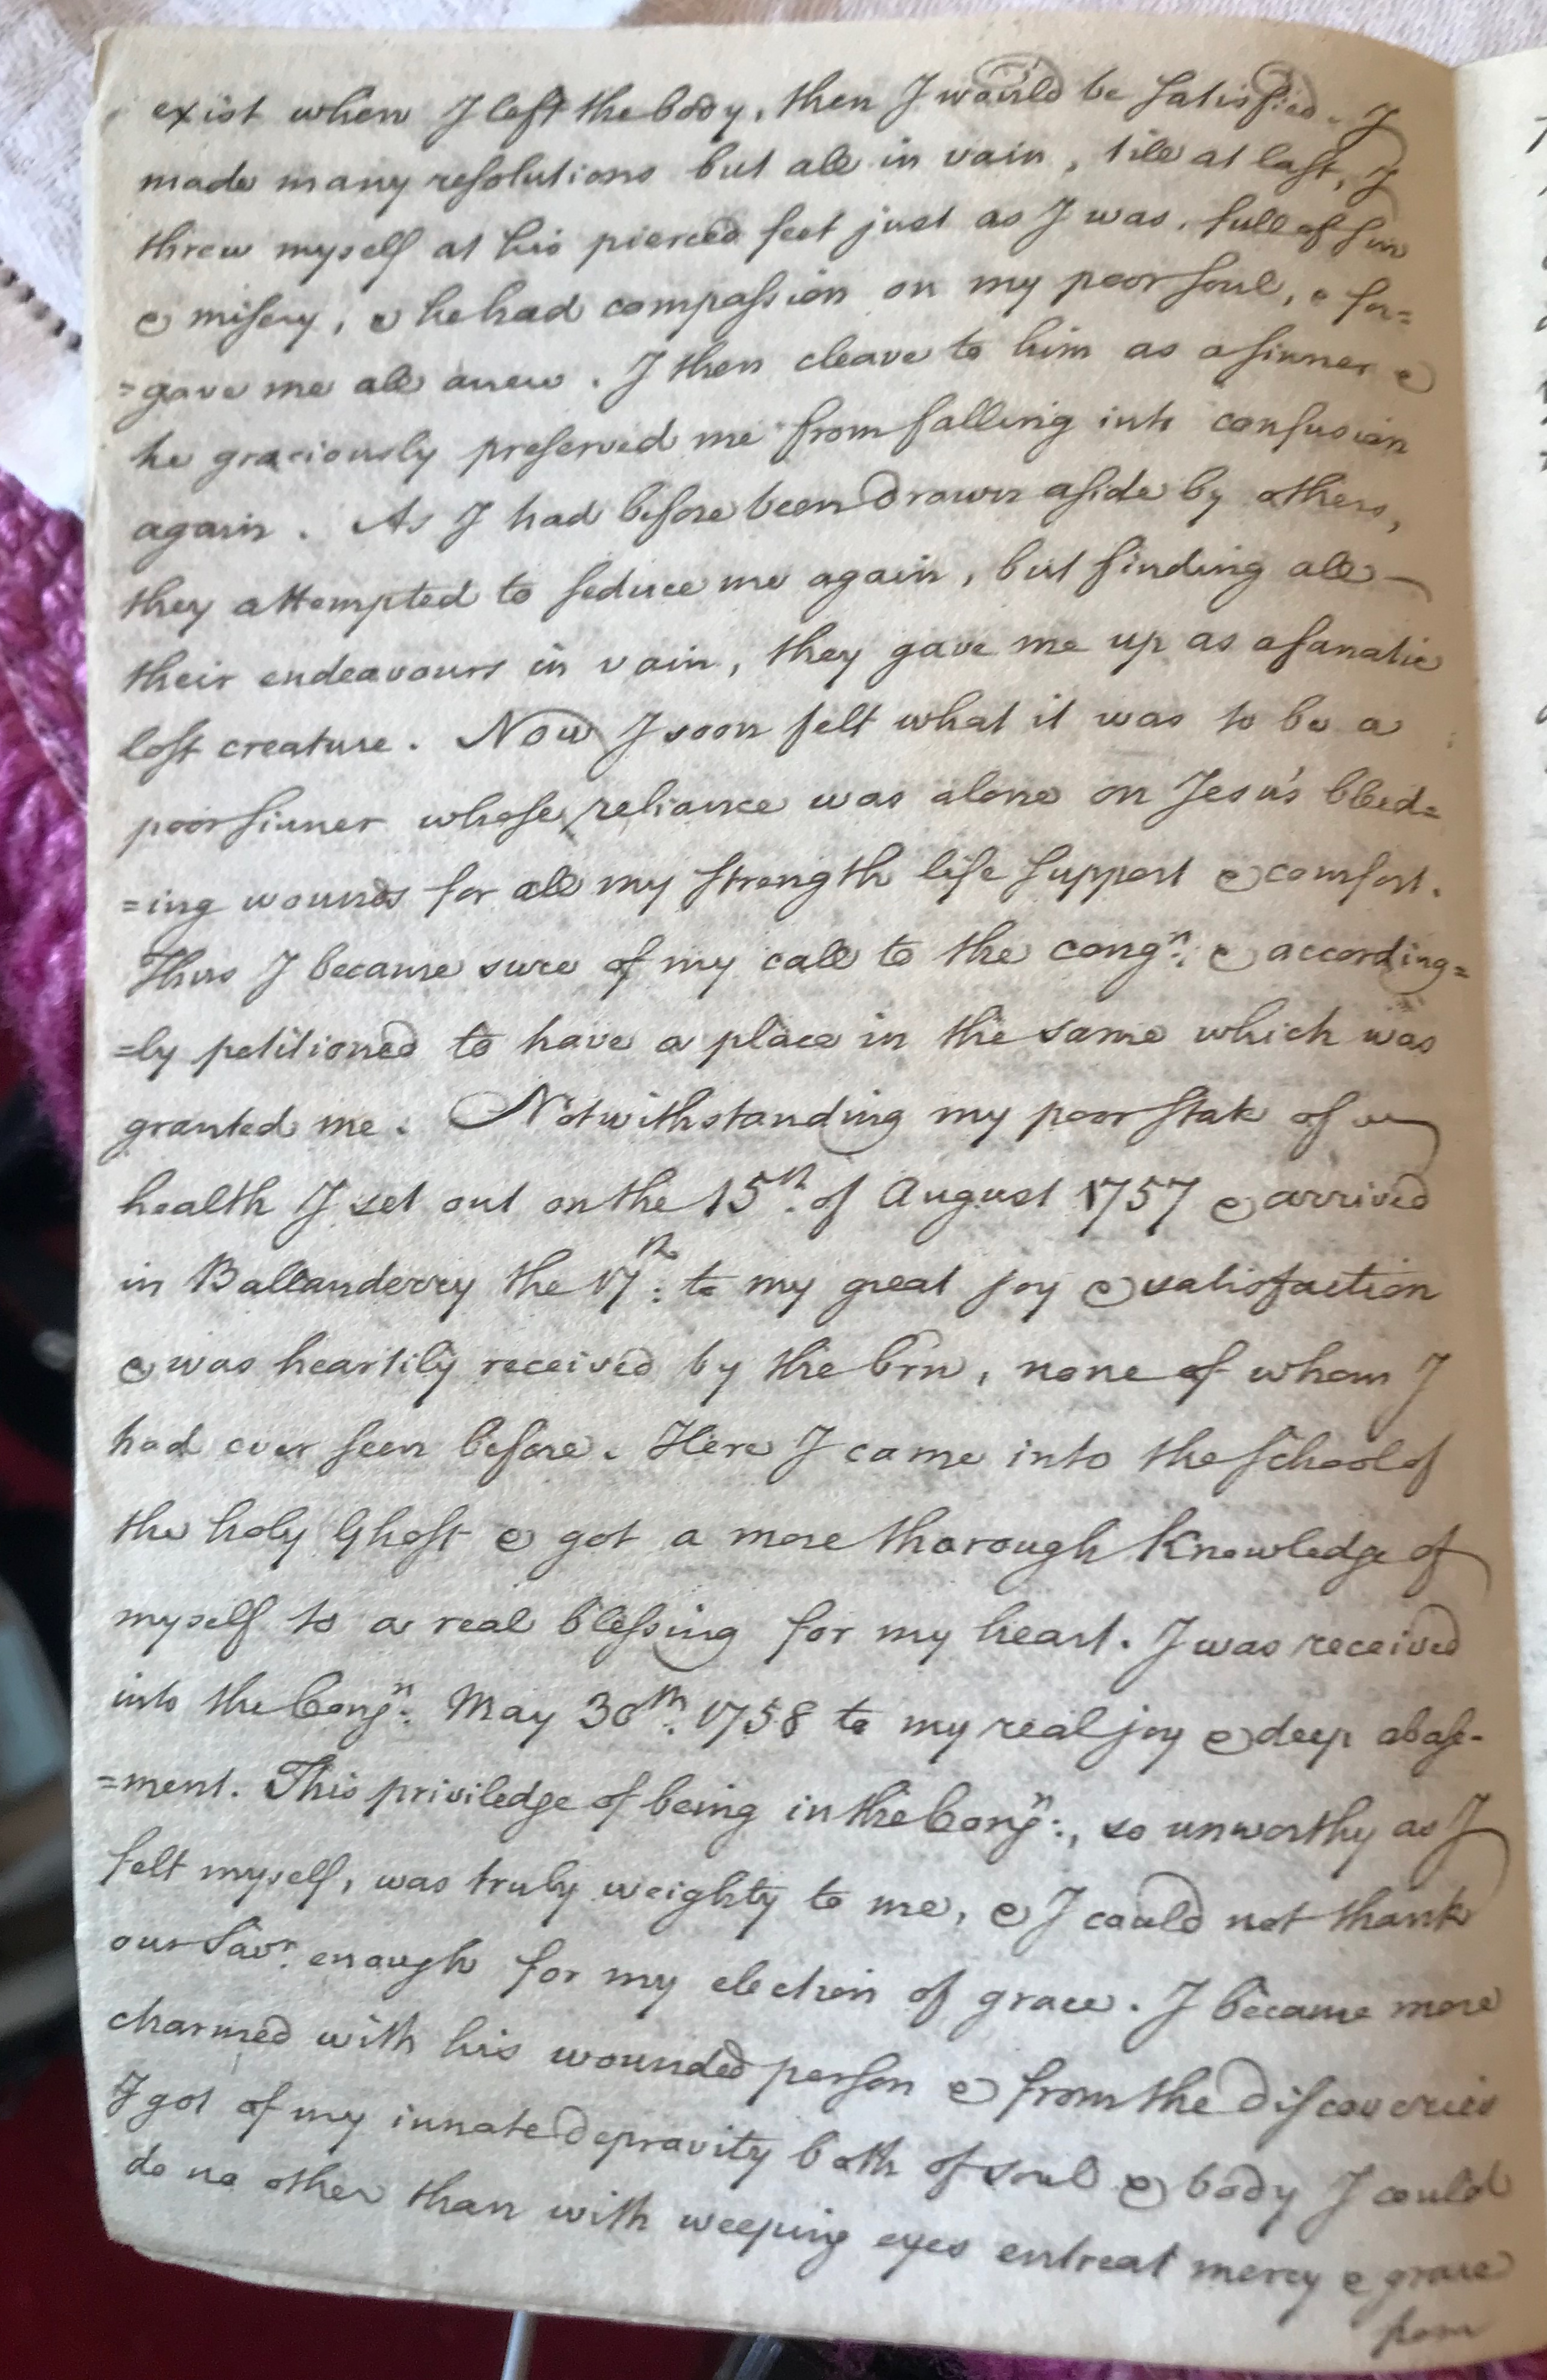 exist when I left the body, then I would be satisfied. I
made many resolutions but all in vain, till at last, I
threw myself at his pierced feet just as I was, full of sin
& misery, & he had compassion on my poor soul, & for=
=gave me all anew. I then cleave to him as a sinner &
he graciously preserved me from falling into confusion
again. As I had before been drawn aside by others,
they attempted to seduce me again, but finding all
their endeavours in vain, they gave me up as a fanatic
lost creature. Now I soon felt what it was to be a
poor sinner whose reliance was alone on Jesu's bleed=
=ing wounds for all my strength life support & comfort.
Thus I became sure of my call to the congn: & according=
=ly petitioned to have a place in the same which was
granted me. Notwithstanding my poor state of
health I set out on the 15th. of August 1757 & arrived
in Ballanderry the 17th: to my great joy & satisfaction
& was heartily received by the brn, none of whom I
had ever seen before. Here I came into the school of
the holy Ghost & got a more thorough Knowledge of
myself to a real blessing for my heart. I was received
into the Congn: May 30th. 1758 to my real joy & deep abase-
=ment. This priviledge of being in the Congn:, so unworthy as I
felt myself, was truly weighty to me, & I could not thank
our Savr. enough for my election of grace. I became more
charmed with his wounded person & from the discoveries
I got of my innate depravity both of soul & body I could
do no other than with weeping eyes entreat mercy & grace
from